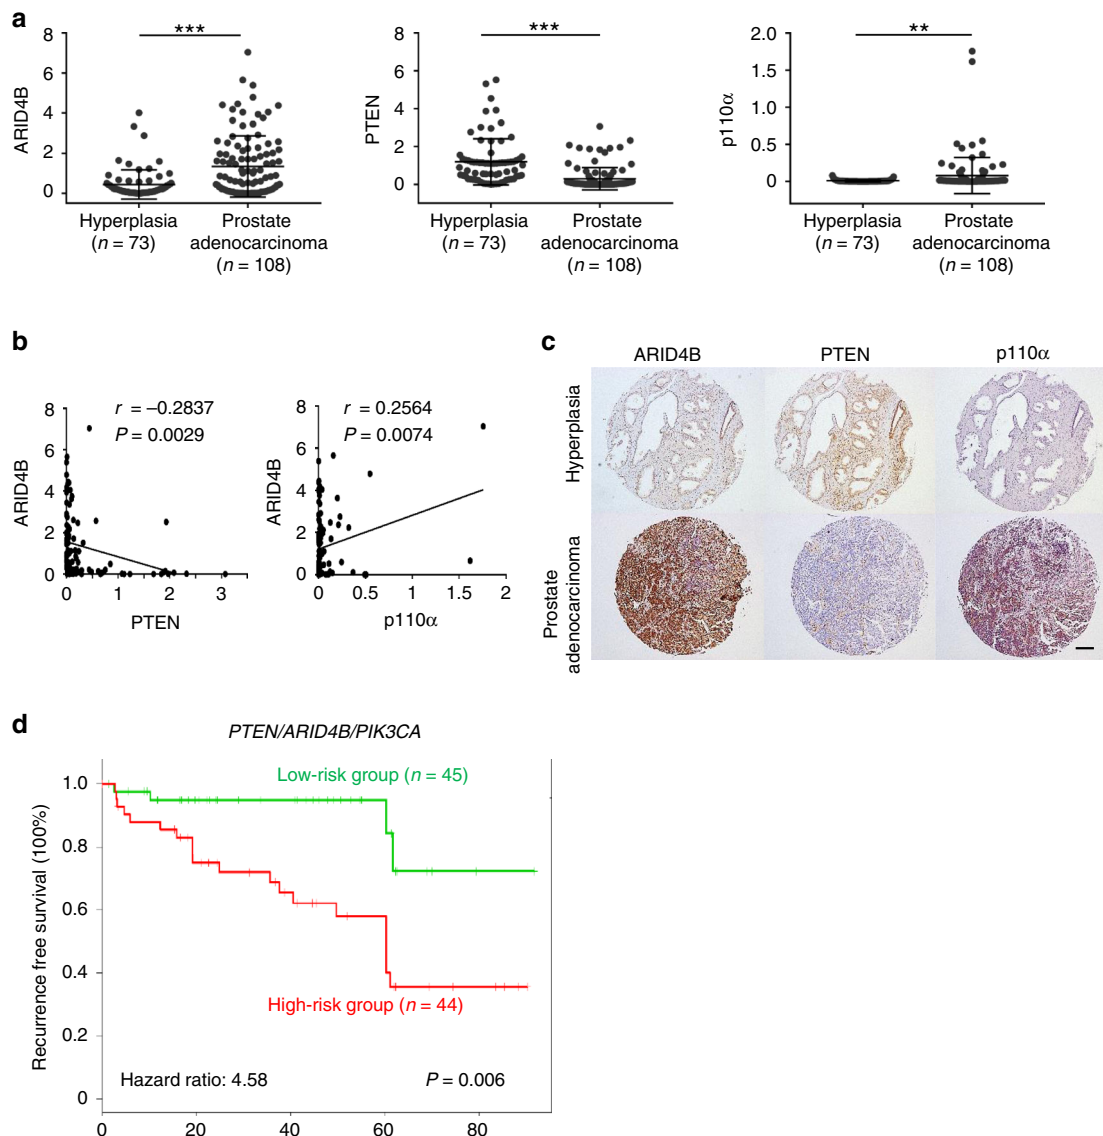 a
***
8
6
4
2
0
ARID4B
Hyperplasia
(n = 73)
Prostate
adenocarcinoma
(n = 108)
***
8
6
4
2
0
PTEN
Hyperplasia
(n = 73)
Prostate
adenocarcinoma
(n = 108)
**
2.0
1.5
1.0
0.5
0
p110α
Hyperplasia
(n = 73)
Prostate
adenocarcinoma
(n = 108)
b
r = –0.2837
P = 0.0029
8
6
4
2
0
ARID4B
0 1 2 3
PTEN
r = 0.2564
P = 0.0074
8
6
4
2
0
ARID4B
0 0.5 1 1.5 2
p110α
c
ARID4B PTEN p110α
Hyperplasia
Prostate
adenocarcinoma
d
PTEN/ARID4B/PIK3CA
Low-risk group (n = 45)
1.0
0.8
0.6
0.4
0.2
0
Recurrence free survival (100%)
High-risk group (n = 44)
Hazard ratio: 4.58 P = 0.006
0 20 40 60 80